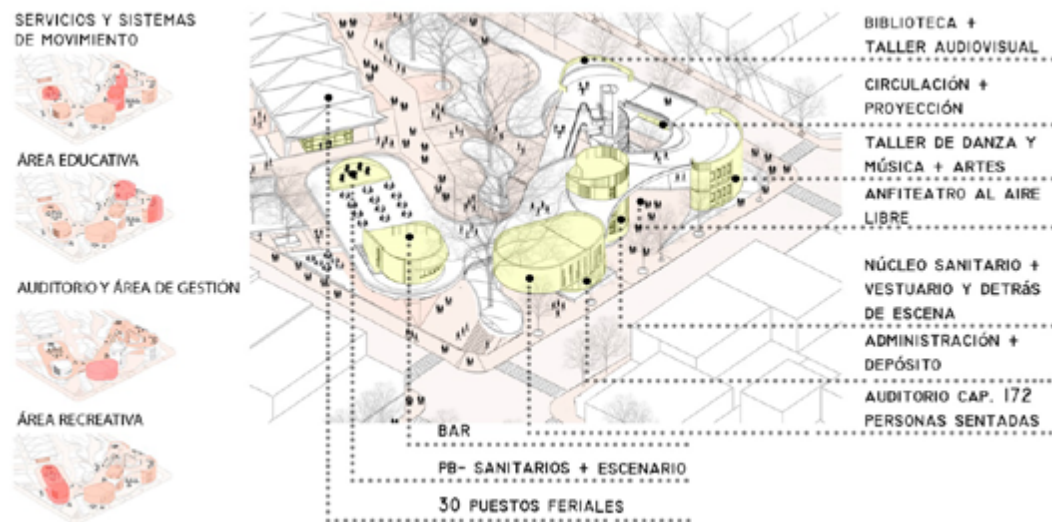 SERVICIOS Y SISTEMAS
DE MOVIMIENTO
ÁREA EDUCATIVA
AUDITORIO Y ÁREA DE GESTIÓN
ÁREA RECREATIVA
BIBLIOTECA +
TALLER AUDIOVISUAL
CIRCULACIÓN +
PROYECCIÓN
TALLER DE DANZA Y
MÚSICA + ARTES
ANFITEATRO AL AIRE
LIBRE
NÚCLEO SANITARIO +
VESTUARIO Y DETRÁS
DE ESCENA
ADMINISTRACIÓN +
DEPÓSITO
AUDITORIO CAP. 172
PERSONAS SENTADAS
BAR
PB- SANITARIOS + ESCENARIO
30 PUESTOS FERIALES